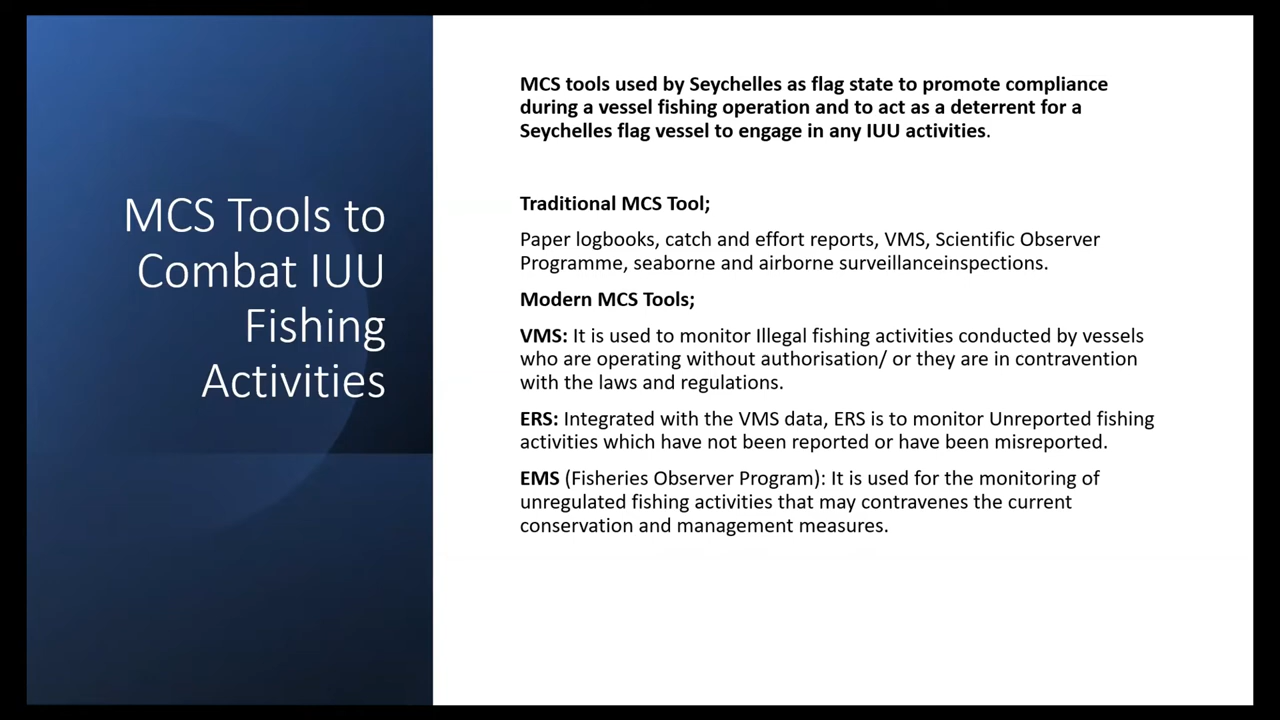 MCS Tools to
Combat IUU
Fishing
Activities
MCS tools used by Seychelles as flag state to promote compliance
during a vessel fishing operation and to act as a deterrent for a
Seychelles flag vessel to engage in any IUU activities.
Traditional MCS Tool;
Paper logbooks, catch and effort reports, VMS, Scientific Observer
Programme, seaborne and airborne surveillanceinspections.
Modern MCS Tools;
VMS: It is used to monitor Illegal fishing activities conducted by vessels
who are operating without authorisation/ or they are in contravention
with the laws and regulations.
ERS: Integrated with the VMS data, ERS is to monitor Unreported fishing
activities which have not been reported or have been misreported.
EMS (Fisheries Observer Program): It is used for the monitoring of
unregulated fishing activities that may contravenes the current
conservation and management measures.